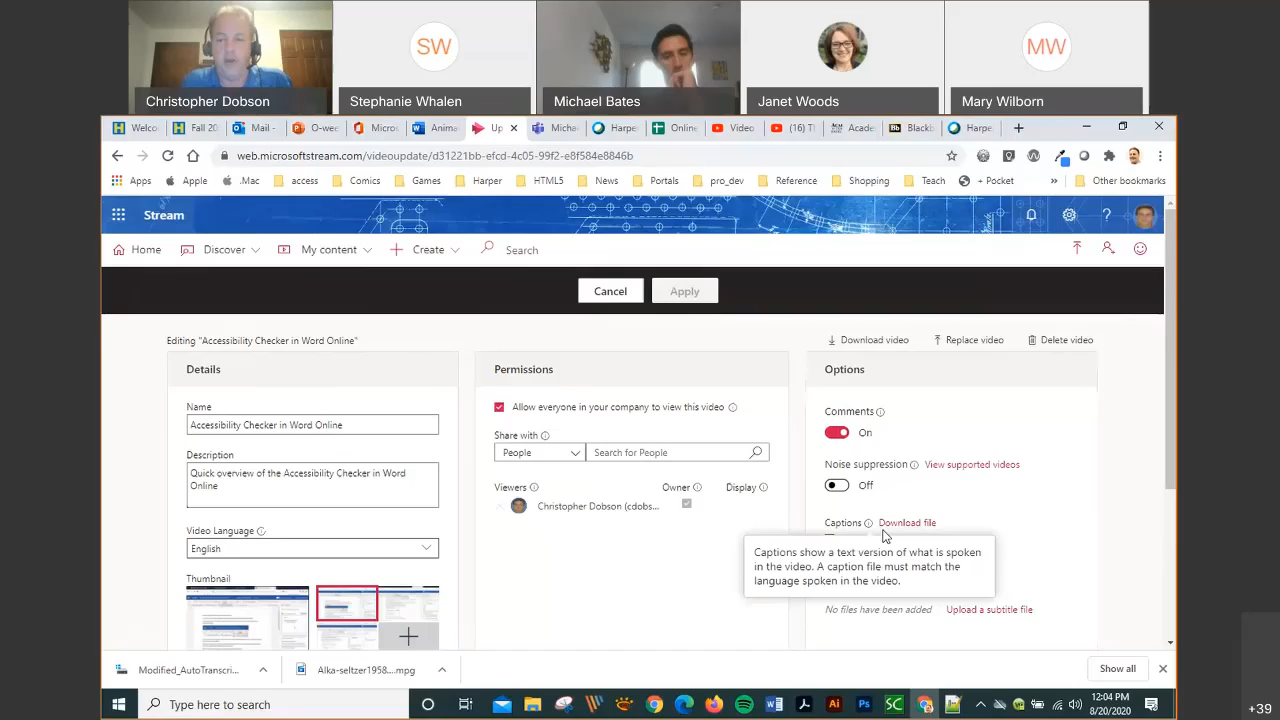 SW
MW
Christopher Dobson
Stephanie Whalen
Michael Bates
Janet Woods
Mary Wilborn
Welco
Fall 20
Mail -
O-wee
Micros
Anima
Up
Micha
Harpe
Online
Video
(16) T
Acade
Blackb
Harpe
web.microsoftstream.com/videoupdate/d31221bb-efcd-4c05-99f2-e8f584e8846b
Apps
Apple
.Mac
access
Comics
Games
Harper
HTML5
News
Portals
pro_dev
Reference
Shopping
Teach
+ Pocket
Other bookmarks
Stream
Home
Discover
My content
Create
Search
Cancel
Apply
Editing "Accessibility Checker in Word Online"
Download video
Replace video
Delete video
Details
Permissions
Options
Name
Accessibility Checker in Word Online
Description
Quick overview of the Accessibility Checker in Word
Online
Video Language
English
Thumbnail
Allow everyone in your company to view this video
Share with
People
Search for People
Viewers
Owner
Display
Christopher Dobson (cdobs...
Comments
On
Noise suppression
View supported videos
Off
Captions
Download file
Captions show a text version of what is spoken
in the video. A caption file must match the
language spoken in the video.
No files have been added
Upload a subtitle file
Modified_AutoTranscri...
Alka-seltzer1958....mpg
Show all
Type here to search
12:04 PM
8/20/2020
+39